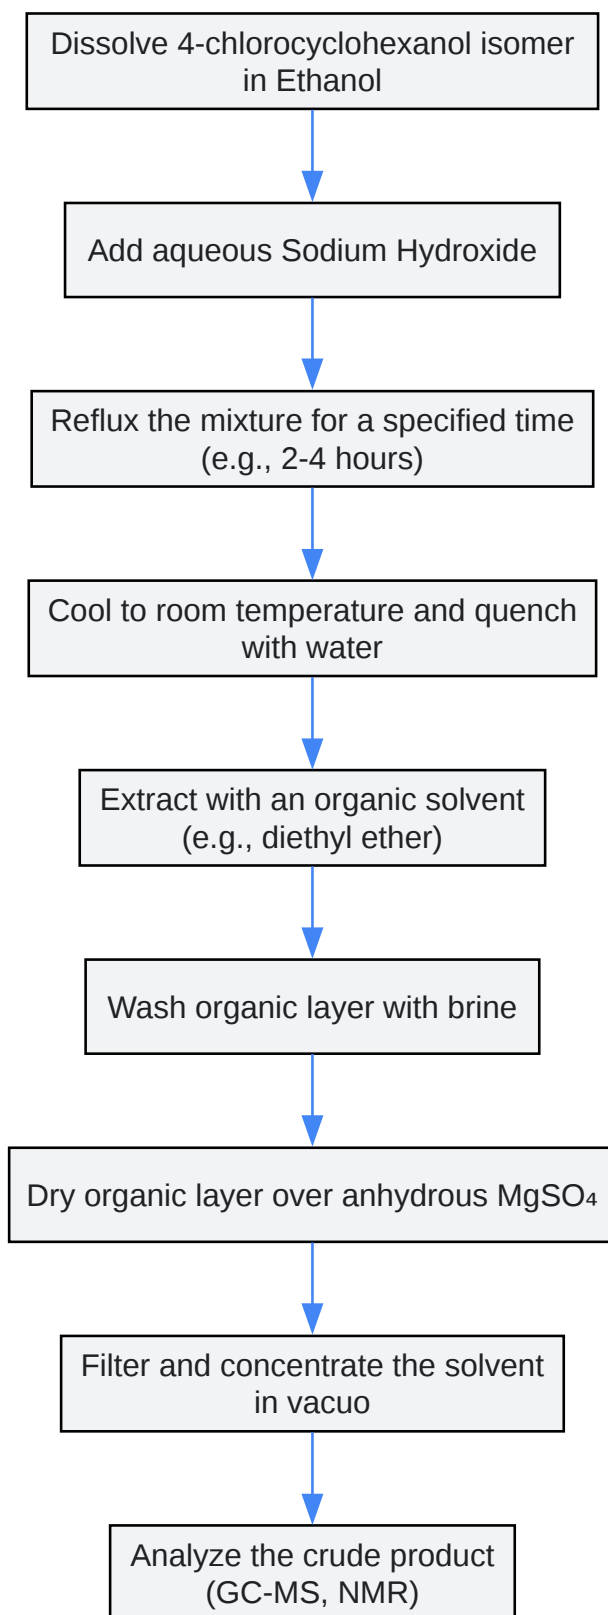 Dissolve 4-chlorocyclohexanol isomer
in Ethanol
Add aqueous Sodium Hydroxide
Reflux the mixture for a specified time
(e.g., 2-4 hours)
Cool to room temperature and quench
with water
Extract with an organic solvent
(e.g., diethyl ether)
Wash organic layer with brine
Dry organic layer over anhydrous MgSO₄
Filter and concentrate the solvent
in vacuo
Analyze the crude product
(GC-MS, NMR)